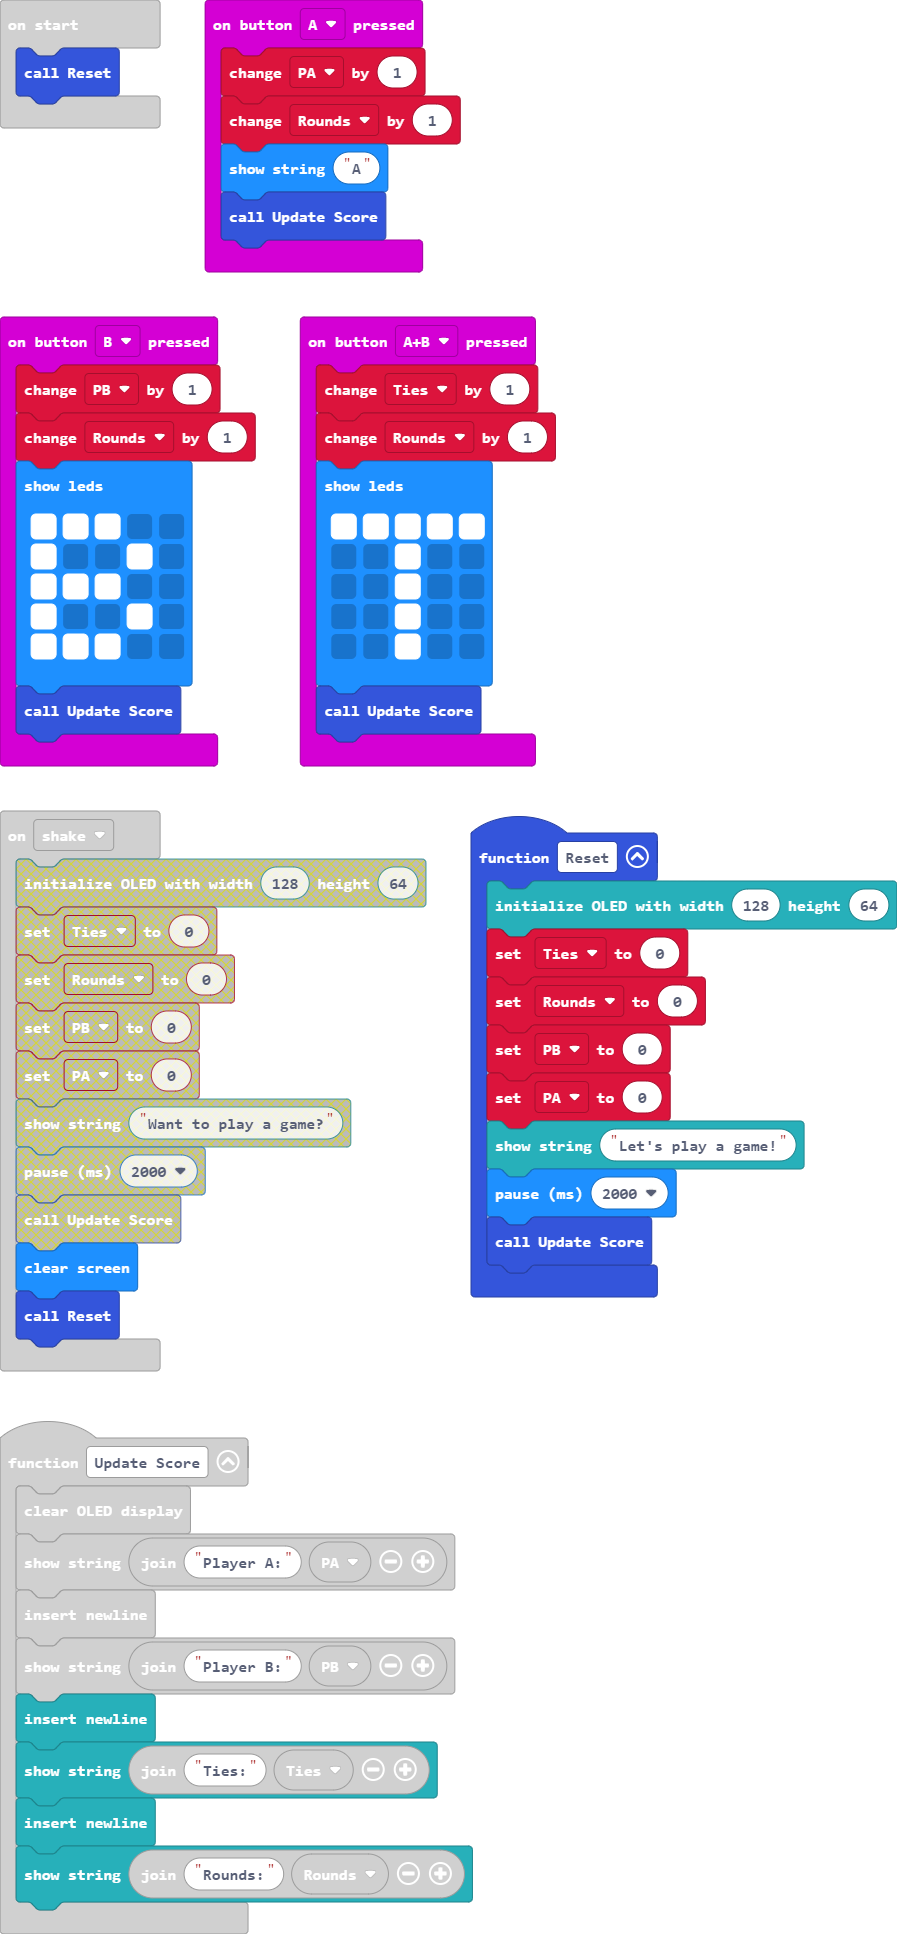 on start
call Reset
on button A pressed
change PA by 1
change Rounds by 1
show string "A"
call Update Score
on button B pressed
change PB by 1
change Rounds by 1
show leds
call Update Score
on button A+B pressed
change Ties by 1
change Rounds by 1
show leds
call Update Score
on shake
initialize OLED with width 128 height 64
set Ties to 0
set Rounds to 0
set PB to 0
set PA to 0
show string "Want to play a game?"
pause (ms) 2000
call Update Score
clear screen
call Reset
function Reset
initialize OLED with width 128 height 64
set Ties to 0
set Rounds to 0
set PB to 0
set PA to 0
show string "Let's play a game!"
pause (ms) 2000
call Update Score
function Update Score
clear OLED display
show string join "Player A:" PA
insert newline
show string join "Player B:" PB
insert newline
show string join "Ties:" Ties
insert newline
show string join "Rounds:" Rounds